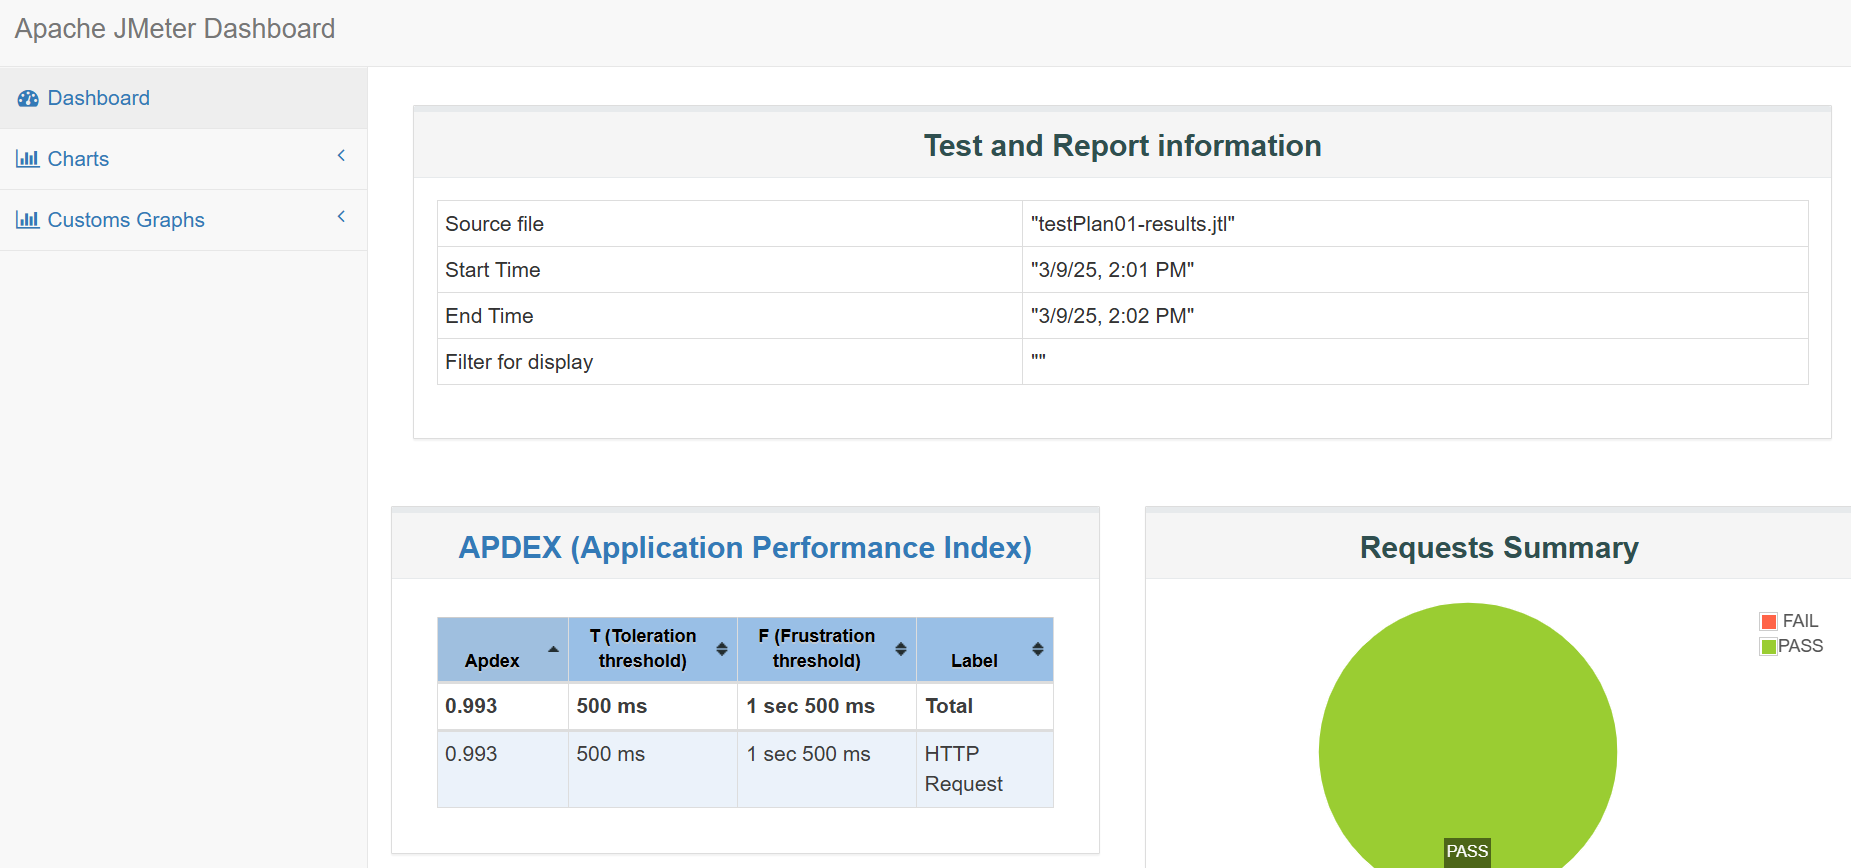 Apache JMeter Dashboard
Dashboard
Charts
Customs Graphs
Test and Report information
Source file "testPlan01-results.jtl"
Start Time "3/9/25, 2:01 PM"
End Time "3/9/25, 2:02 PM"
Filter for display ""
APDEX (Application Performance Index)
Apdex T (Toleration threshold) F (Frustration threshold) Label
0.993 500 ms 1 sec 500 ms Total
0.993 500 ms 1 sec 500 ms HTTP Request
Requests Summary
FAIL
PASS
PASS